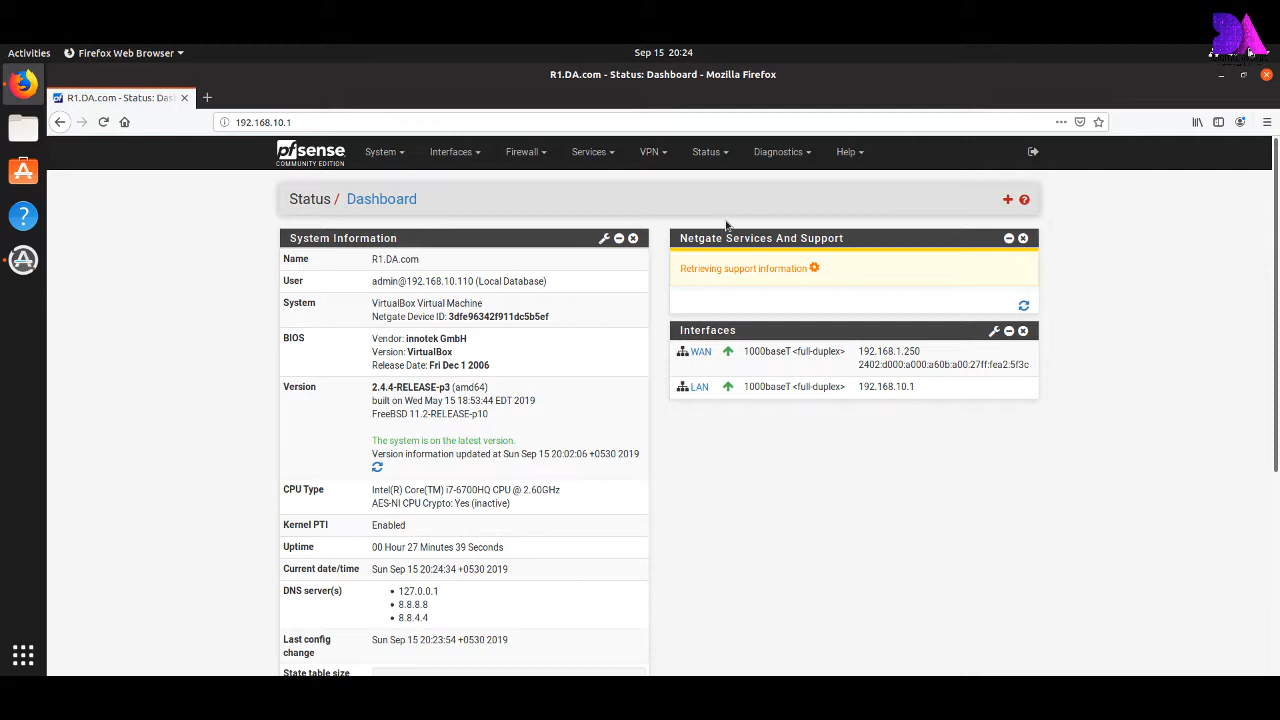 Activities
Firefox Web Browser
Sep 15 20:24
R1.DA.com - Status: Dashboard - Mozilla Firefox
R1.DA.com - Status: Das
192.168.10.1
pfsense
COMMUNITY EDITION
System
Interfaces
Firewall
Services
VPN
Status
Diagnostics
Help
Status / Dashboard
System Information
Name R1.DA.com
User admin@192.168.10.110 (Local Database)
System VirtualBox Virtual Machine
Netgate Device ID: 3dfe96342f911dc5b5ef
BIOS Vendor: innotek GmbH
Version: VirtualBox
Release Date: Fri Dec 1 2006
Version 2.4.4-RELEASE-p3 (amd64)
built on Wed May 15 18:53:44 EDT 2019
FreeBSD 11.2-RELEASE-p10
The system is on the latest version.
Version information updated at Sun Sep 15 20:02:06 +0530 2019
CPU Type Intel(R) Core(TM) i7-6700HQ CPU @ 2.60GHz
AES-NI CPU Crypto: Yes (inactive)
Kernel PTI Enabled
Uptime 00 Hour 27 Minutes 39 Seconds
Current date/time Sun Sep 15 20:24:34 +0530 2019
DNS server(s) • 127.0.0.1
• 8.8.8.8
• 8.8.4.4
Last config change Sun Sep 15 20:23:54 +0530 2019
State table size
Netgate Services And Support
Retrieving support information
Interfaces
WAN 1000baseT <full-duplex> 192.168.1.250
2402:d000:a000:a60b:a00:27ff:fea2:5f3c
LAN 1000baseT <full-duplex> 192.168.10.1